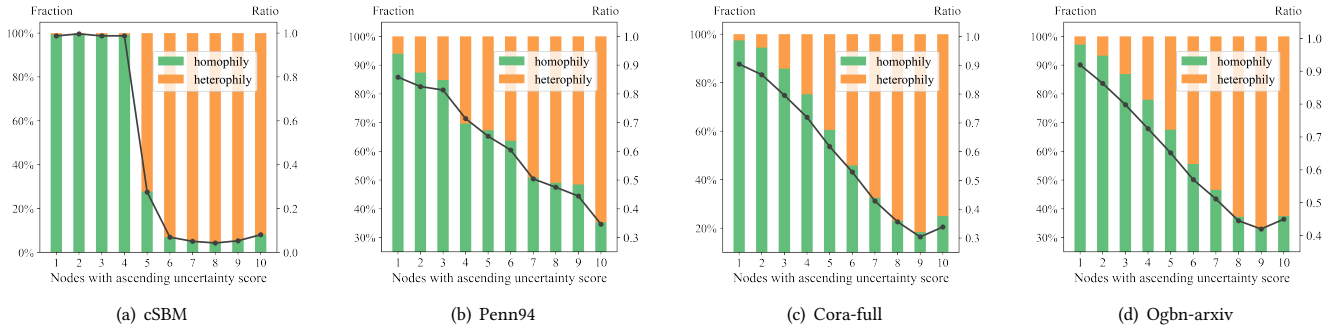 Fraction Ratio
100% 1.0
homophily
heterophily
80% 0.8
60% 0.6
40% 0.4
20% 0.2
0% 0.0
1 2 3 4 5 6 7 8 9 10
Nodes with ascending uncertainty score
(a) cSBM
Fraction Ratio
100% 1.0
homophily
heterophily
90% 0.9
80% 0.8
70% 0.7
60% 0.6
50% 0.5
40% 0.4
30% 0.3
1 2 3 4 5 6 7 8 9 10
Nodes with ascending uncertainty score
(b) Penn94
Fraction Ratio
100% 1.0
homophily
heterophily
0.9
80% 0.8
0.7
60% 0.6
0.5
40% 0.4
20% 0.3
1 2 3 4 5 6 7 8 9 10
Nodes with ascending uncertainty score
(c) Cora-full
Fraction Ratio
100% 1.0
homophily
heterophily
90% 0.9
80% 0.8
70% 0.7
60% 0.6
50% 0.5
40% 0.4
30%
1 2 3 4 5 6 7 8 9 10
Nodes with ascending uncertainty score
(d) Ogbn-arxiv